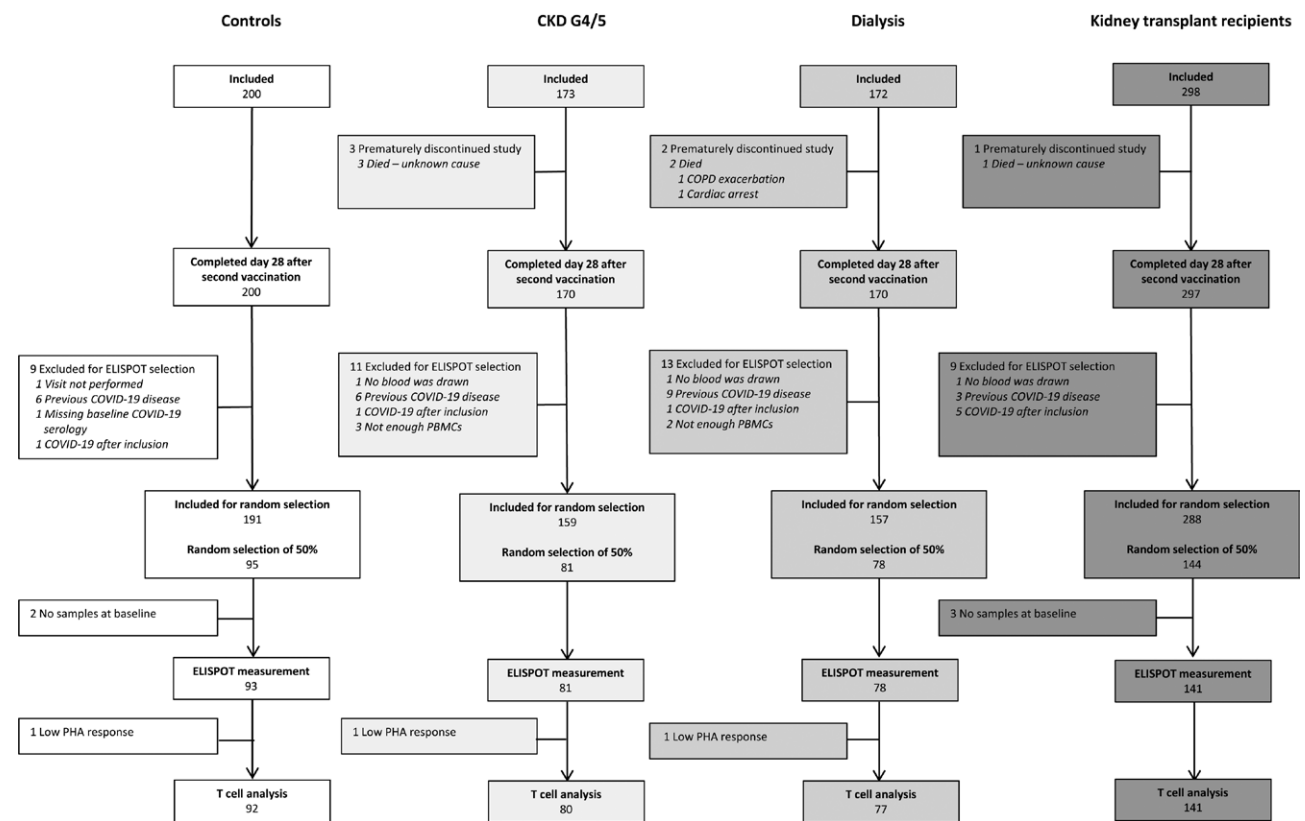 Controls
CKD G4/5
Dialysis
Kidney transplant recipients
Included
200
Included
173
Included
172
Included
298
3 Prematurely discontinued study
3 Died – unknown cause
2 Prematurely discontinued study
2 Died
1 COPD exacerbation
1 Cardiac arrest
1 Prematurely discontinued study
1 Died – unknown cause
Completed day 28 after
second vaccination
200
Completed day 28 after
second vaccination
170
Completed day 28 after
second vaccination
170
Completed day 28 after
second vaccination
297
9 Excluded for ELISPOT selection
1 Visit not performed
6 Previous COVID-19 disease
1 Missing baseline COVID-19
serology
1 COVID-19 after inclusion
11 Excluded for ELISPOT selection
1 No blood was drawn
6 Previous COVID-19 disease
1 COVID-19 after inclusion
3 Not enough PBMCs
13 Excluded for ELISPOT selection
1 No blood was drawn
9 Previous COVID-19 disease
1 COVID-19 after inclusion
2 Not enough PBMCs
9 Excluded for ELISPOT selection
1 No blood was drawn
3 Previous COVID-19 disease
5 COVID-19 after inclusion
Included for random selection
191
Random selection of 50%
95
Included for random selection
159
Random selection of 50%
81
Included for random selection
157
Random selection of 50%
78
Included for random selection
288
Random selection of 50%
144
2 No samples at baseline
3 No samples at baseline
ELISPOT measurement
93
ELISPOT measurement
81
ELISPOT measurement
78
ELISPOT measurement
141
1 Low PHA response
1 Low PHA response
1 Low PHA response
T cell analysis
92
T cell analysis
80
T cell analysis
77
T cell analysis
141